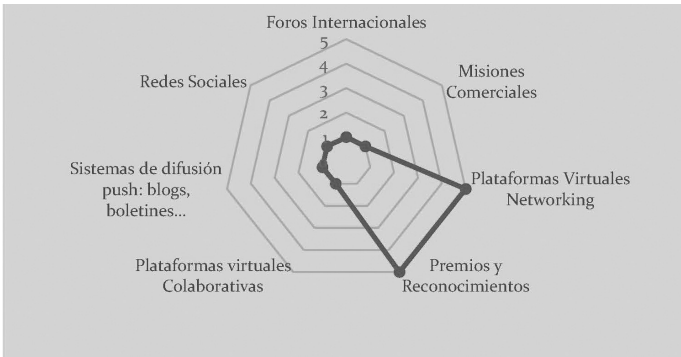 Foros Internacionales
5
4
3
2
1
Redes Sociales
Misiones
Comerciales
Sistemas de difusión
push: blogs,
boletines...
Plataformas Virtuales
Networking
Plataformas virtuales
Colaborativas
Premios y
Reconocimientos